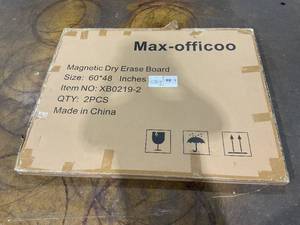 Max-officoo
Magnetic Dry Erase Board
Size: 60*48 Inches
Item NO: XB0219-2
QTY: 2PCS
Made in China